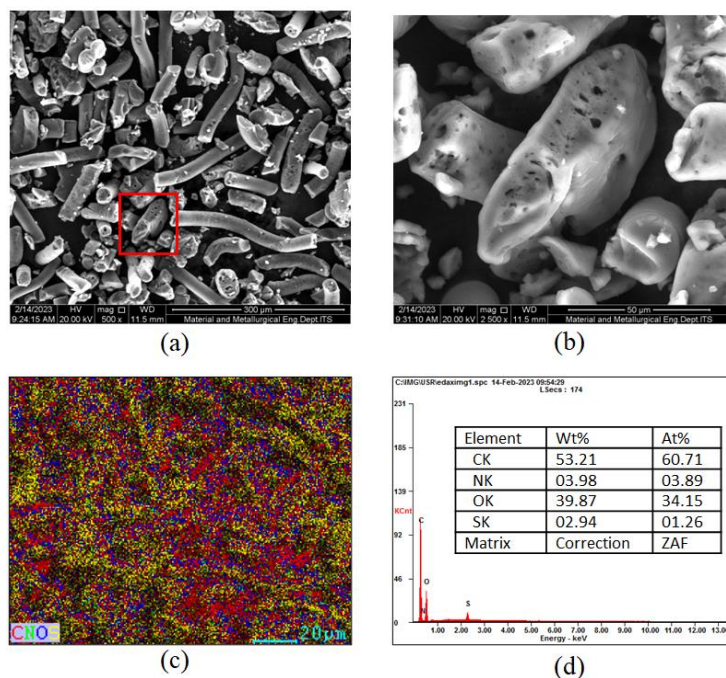 2/14/2023 HV mag □ WD 300 µm
9:24:15 AM 20.00 kV 500 x 11.5 mm Material and Metallurgical Eng.Dept.ITS
(a)
2/14/2023 HV mag □ WD 50 µm
9:31:10 AM 20.00 kV 2 500 x 11.5 mm Material and Metallurgical Eng.Dept.ITS
(b)
CNOS 20µm
(c)
C:\IMG\USR\edaximg1.spc 14-Feb-2023 09:54:29
LSecs : 174
231
185
139
KCnt
92
46
0
C
N
O
S
1.00 2.00 3.00 4.00 5.00 6.00 7.00 8.00 9.00 10.00 11.00 12.00 13.00
Energy - keV
Element Wt% At%
CK 53.21 60.71
NK 03.98 03.89
OK 39.87 34.15
SK 02.94 01.26
Matrix Correction ZAF
(d)